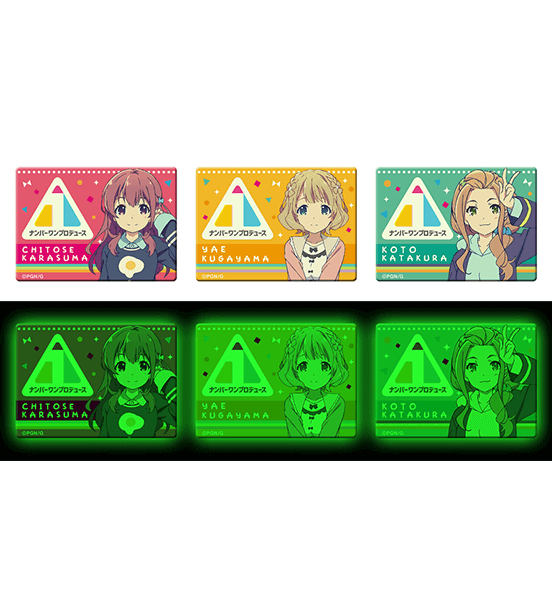 ナンバーワンプロデュース
CHITOSE
KARASUMA
©PGN/G
ナンバーワンプロデュース
YAE
KUGAYAMA
©PGN/G
ナンバーワンプロデュース
KOTO
KATAKURA
©PGN/G
ナンバーワンプロデュース
CHITOSE
KARASUMA
©PGN/G
ナンバーワンプロデュース
YAE
KUGAYAMA
©PGN/G
ナンバーワンプロデュース
KOTO
KATAKURA
©PGN/G